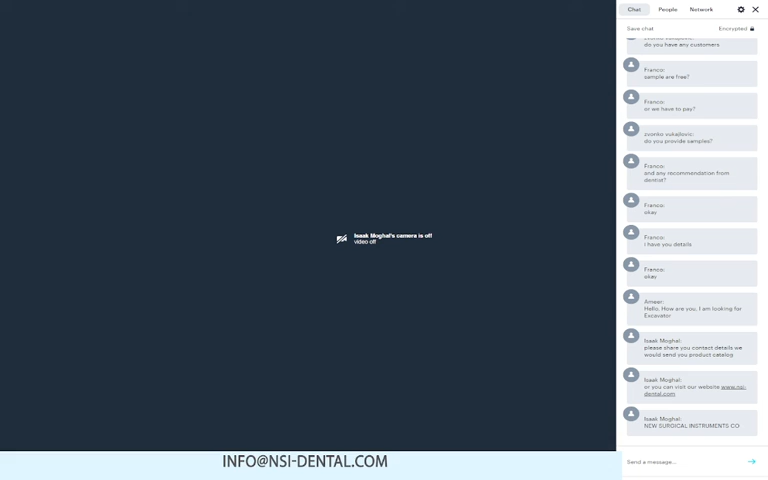 Chat
People
Network
Save chat
Encrypted
do you have any customers
Franco:
sample are free?
Franco:
or we have to pay?
zvonko vukajlovic:
do you provide samples?
Franco:
and any recommendation from
dentist?
Franco:
okay
Franco:
i have you details
Franco:
okay
Ameer:
Hello, How are you, I am looking for
Excavator
Isaak Moghal:
please share you contact details we
would send you product catalog
Isaak Moghal:
or you can visit our website www.nsi-
dental.com
Isaak Moghal:
NEW SURGICAL INSTRUMENTS CO
Send a message...
Isaak Moghal's camera is off
video off
INFO@NSI-DENTAL.COM